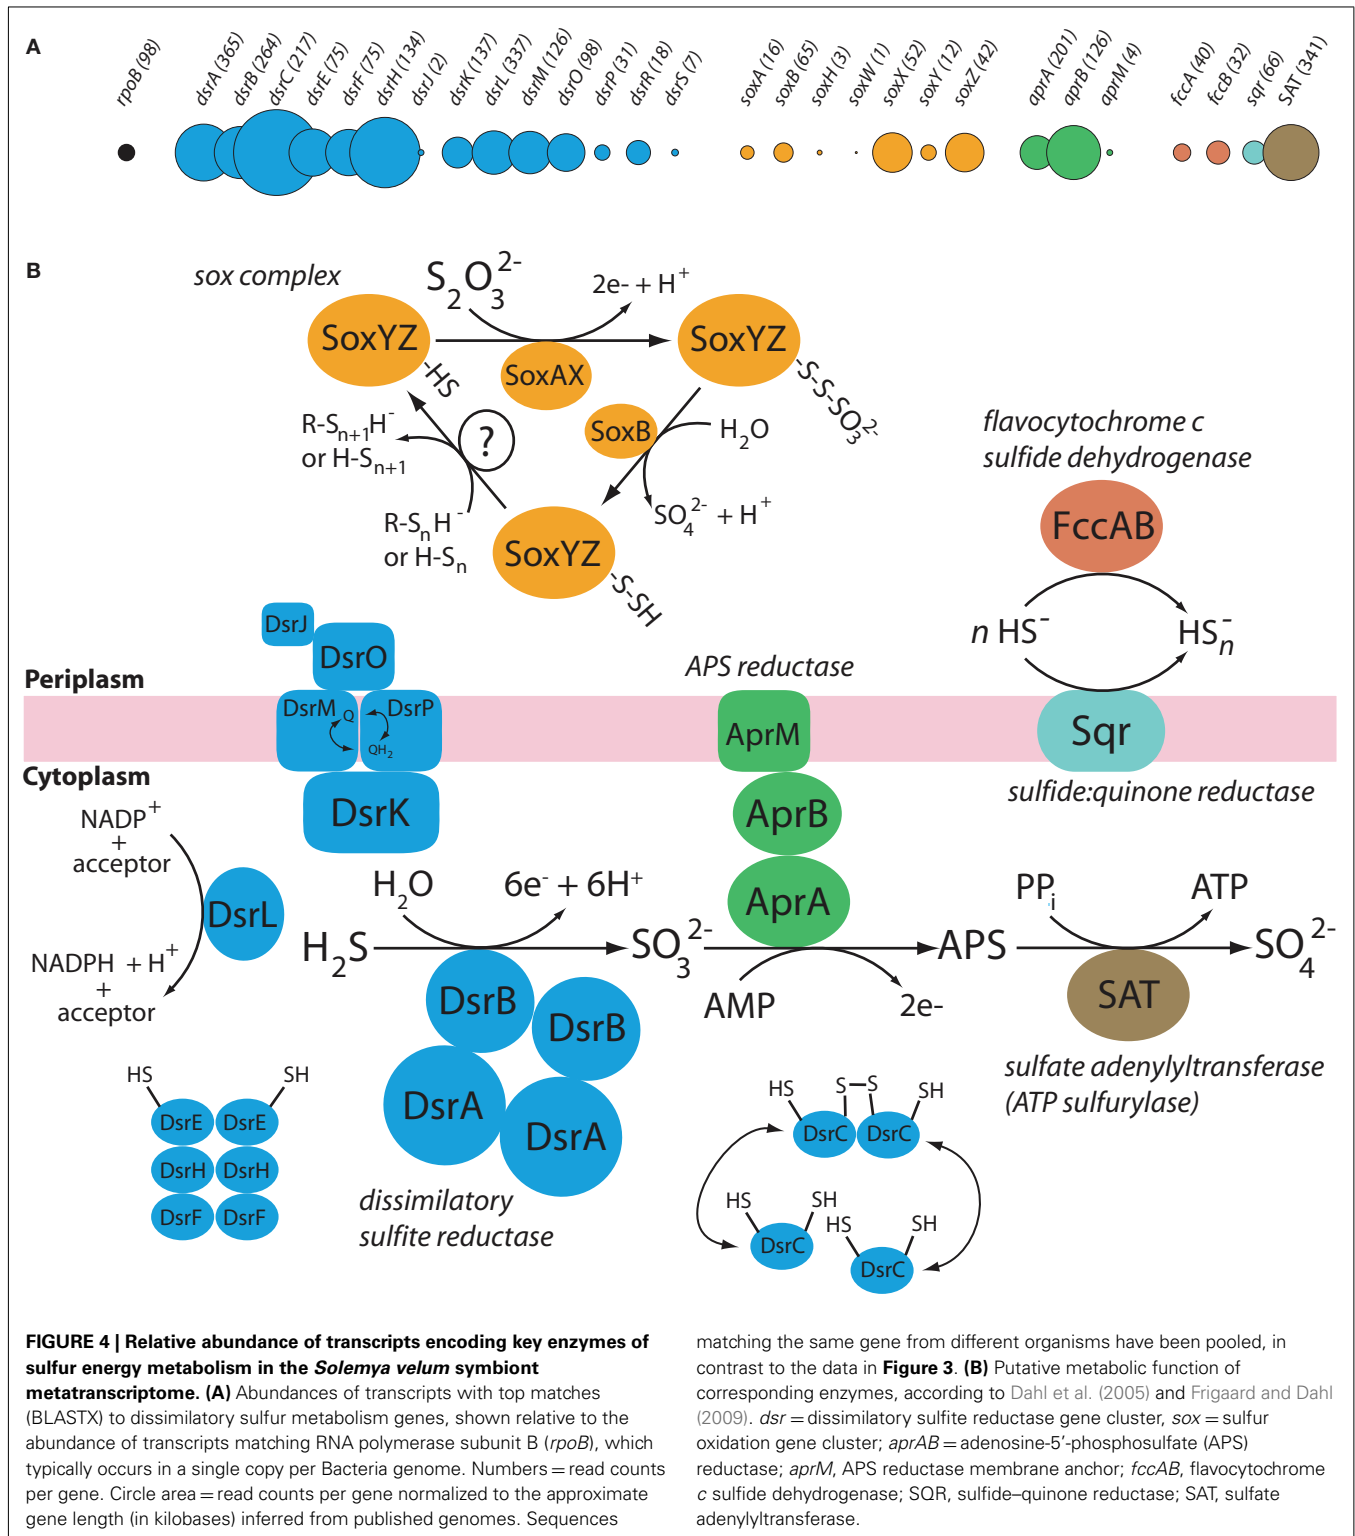 A
rpoB (98)
dsrA (365)
dsrB (264)
dsrC (217)
dsrE (75)
dsrF (75)
dsrH (134)
dsrJ (2)
dsrK (137)
dsrL (337)
dsrM (126)
dsrO (98)
dsrP (31)
dsrR (18)
dsrS (7)
soxA (16)
soxB (65)
soxH (3)
soxW (1)
soxX (52)
soxY (12)
soxZ (42)
aprA (201)
aprB (126)
aprM (4)
fccA (40)
fccB (32)
sqr (66)
SAT (341)
B
sox complex
S₂O₃²⁻
2e- + H⁺
SoxYZ
-HS
SoxAX
SoxYZ
-S-S-SO₃²⁻
SoxB
H₂O
SO₄²⁻ + H⁺
R-Sₙ₊₁H⁻
or H-Sₙ₊₁
?
R-SₙH⁻
or H-Sₙ
SoxYZ
-S-SH
flavocytochrome c
sulfide dehydrogenase
FccAB
n HS⁻
HSₙ⁻
Sqr
sulfide:quinone reductase
DsrJ
DsrO
Periplasm
DsrM
Q
DsrP
QH₂
Cytoplasm
DsrK
APS reductase
AprM
AprB
AprA
NADP⁺
+
acceptor
DsrL
NADPH + H⁺
+
acceptor
H₂O
6e⁻ + 6H⁺
H₂S
SO₃²⁻
AMP
2e-
APS
PPᵢ
ATP
SO₄²⁻
SAT
sulfate adenylyltransferase
(ATP sulfurylase)
DsrB
DsrB
DsrA
DsrA
dissimilatory
sulfite reductase
HS
SH
DsrE
DsrE
DsrH
DsrH
DsrF
DsrF
HS
S–S
SH
DsrC
DsrC
HS
SH
DsrC
HS
SH
DsrC
FIGURE 4 | Relative abundance of transcripts encoding key enzymes of
sulfur energy metabolism in the Solemya velum symbiont
metatranscriptome. (A) Abundances of transcripts with top matches
(BLASTX) to dissimilatory sulfur metabolism genes, shown relative to the
abundance of transcripts matching RNA polymerase subunit B (rpoB), which
typically occurs in a single copy per Bacteria genome. Numbers = read counts
per gene. Circle area = read counts per gene normalized to the approximate
gene length (in kilobases) inferred from published genomes. Sequences
matching the same gene from different organisms have been pooled, in
contrast to the data in Figure 3. (B) Putative metabolic function of
corresponding enzymes, according to Dahl et al. (2005) and Frigaard and Dahl
(2009). dsr = dissimilatory sulfite reductase gene cluster, sox = sulfur
oxidation gene cluster; aprAB = adenosine-5′-phosphosulfate (APS)
reductase; aprM, APS reductase membrane anchor; fccAB, flavocytochrome
c sulfide dehydrogenase; SQR, sulfide–quinone reductase; SAT, sulfate
adenylyltransferase.